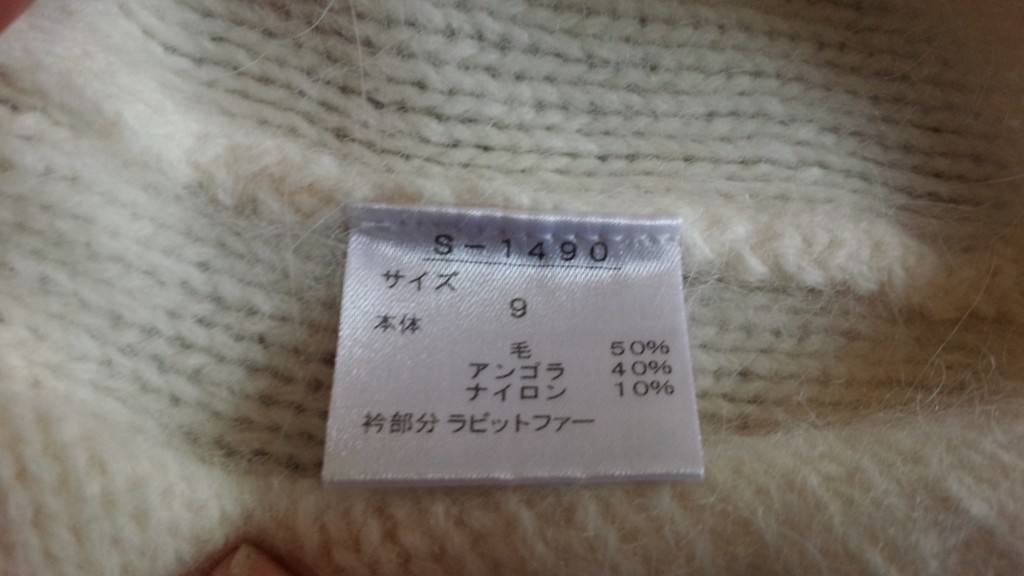 S-1490
サイズ
9
本体
毛 50%
アンゴラ 40%
ナイロン 10%
衿部分 ラビットファー